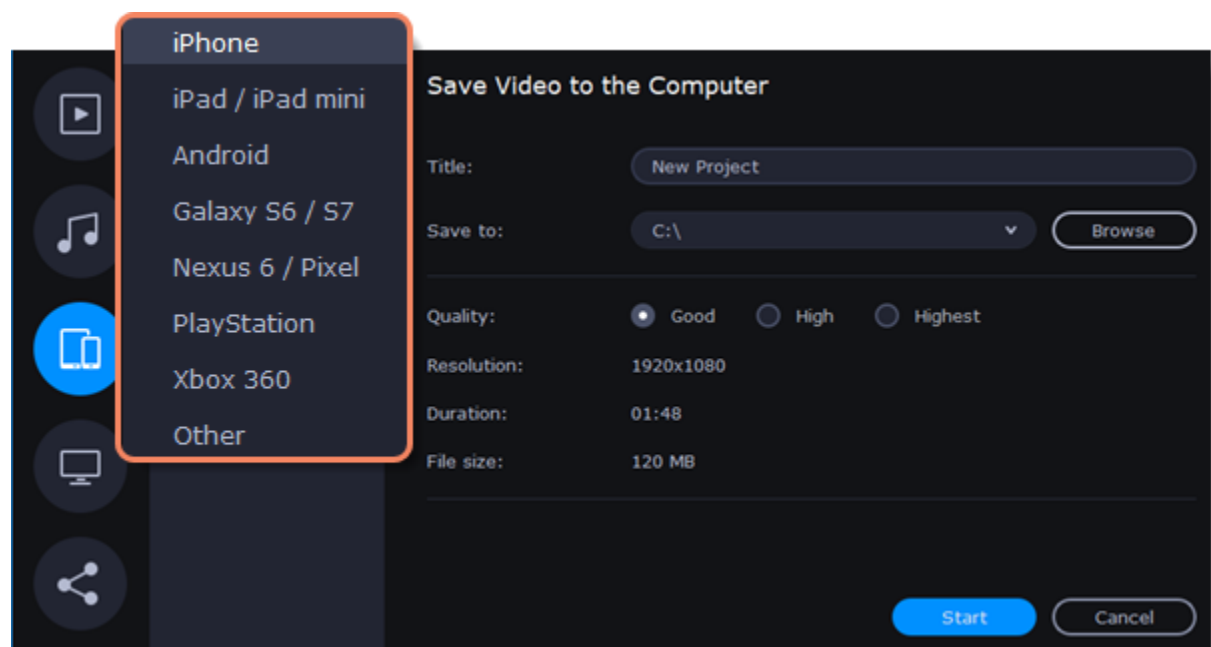 iPhone
iPad / iPad mini
Android
Galaxy S6 / S7
Nexus 6 / Pixel
PlayStation
Xbox 360
Other
Save Video to the Computer
Title: New Project
Save to: C:\ Browse
Quality: Good High Highest
Resolution: 1920x1080
Duration: 01:48
File size: 120 MB
Start Cancel